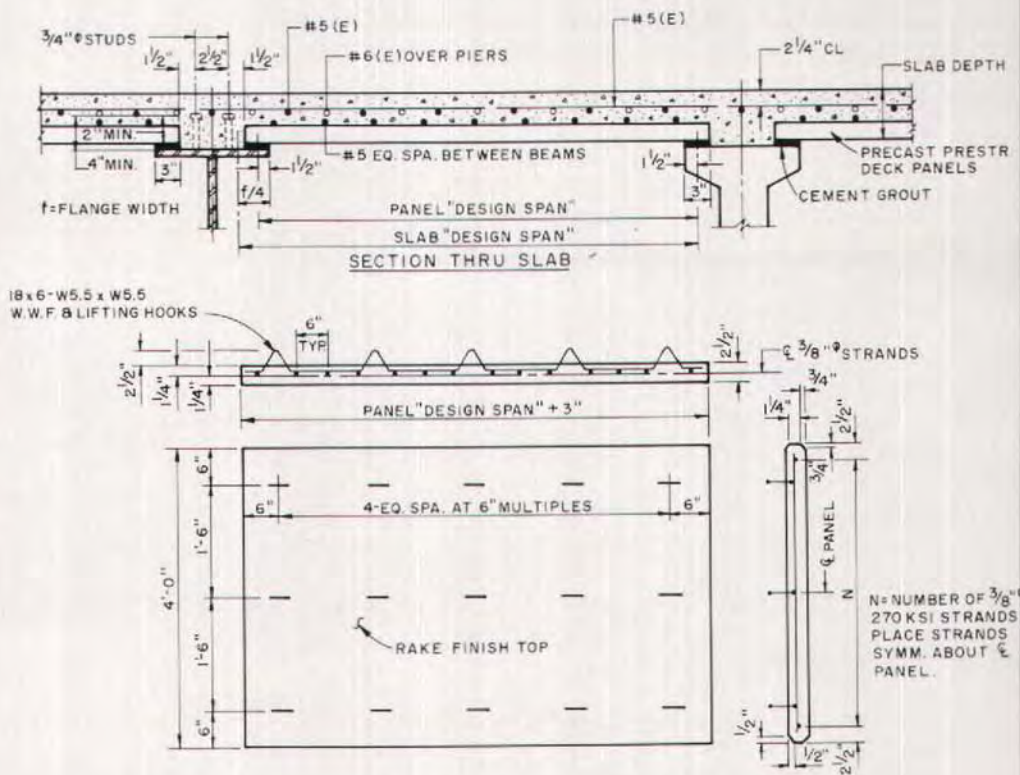 3/4"ϕ STUDS
#5(E)
#5(E)
1 1/2"
2 1/2"
1 1/2"
#6(E) OVER PIERS
2 1/4" CL
SLAB DEPTH
2" MIN.
4" MIN.
3"
#5 EQ. SPA. BETWEEN BEAMS
1 1/2"
f/4
1 1/2"
3"
PRECAST PRESTR.
DECK PANELS
CEMENT GROUT
f=FLANGE WIDTH
PANEL "DESIGN SPAN"
SLAB "DESIGN SPAN"
SECTION THRU SLAB
18x6-W5.5 x W5.5
W.W.F. & LIFTING HOOKS
6"
TYP.
2 1/2"
℄ 3/8"ϕ STRANDS
2 1/2"
1 1/4"
1 1/4"
PANEL "DESIGN SPAN" + 3"
3/4"
1 1/4"
2 1/2"
3/4"
6"
6"
4-EQ. SPA. AT 6" MULTIPLES
6"
1'-6"
4'-0"
℄ PANEL
N
1'-6"
RAKE FINISH TOP
6"
N=NUMBER OF 3/8"ϕ
270 KSI STRANDS
PLACE STRANDS
SYMM. ABOUT ℄
PANEL.
1/2"
1/2"
2 1/2"